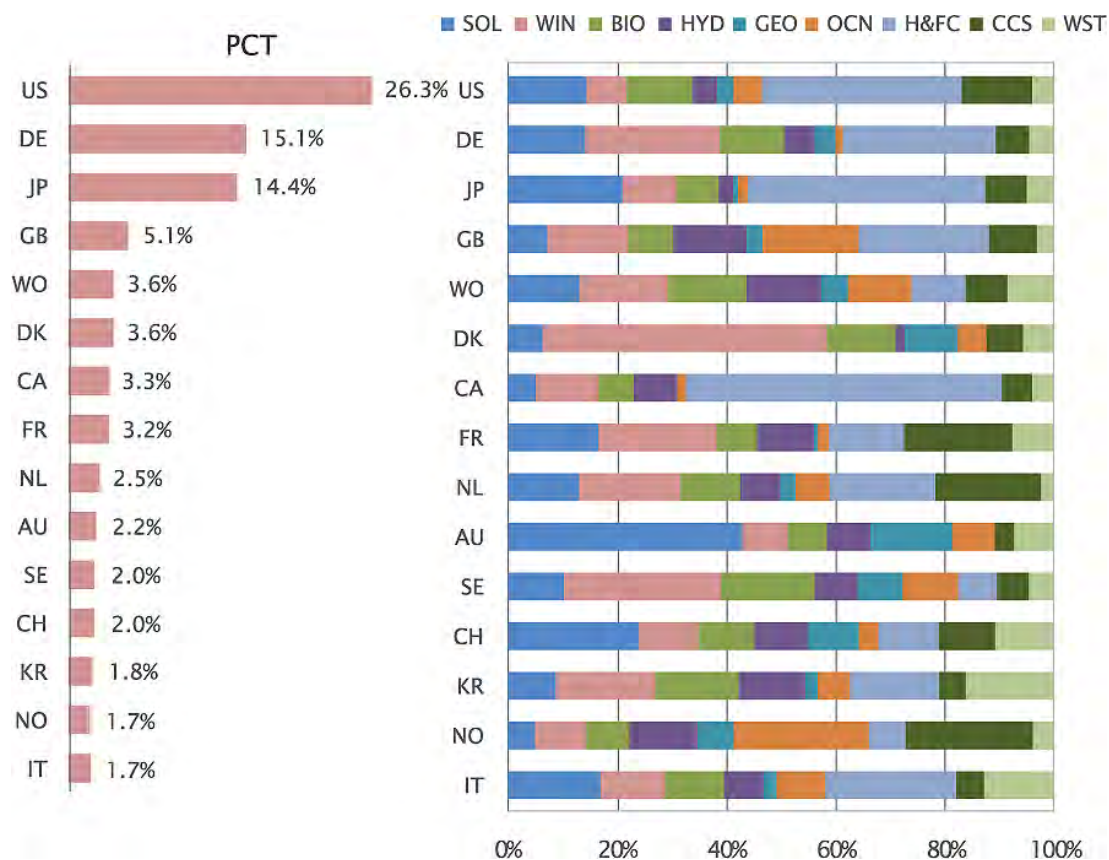 SOL WIN BIO HYD GEO OCN H&FC CCS WST
PCT
US 26.3% US
DE 15.1% DE
JP 14.4% JP
GB 5.1% GB
WO 3.6% WO
DK 3.6% DK
CA 3.3% CA
FR 3.2% FR
NL 2.5% NL
AU 2.2% AU
SE 2.0% SE
CH 2.0% CH
KR 1.8% KR
NO 1.7% NO
IT 1.7% IT
0% 20% 40% 60% 80% 100%